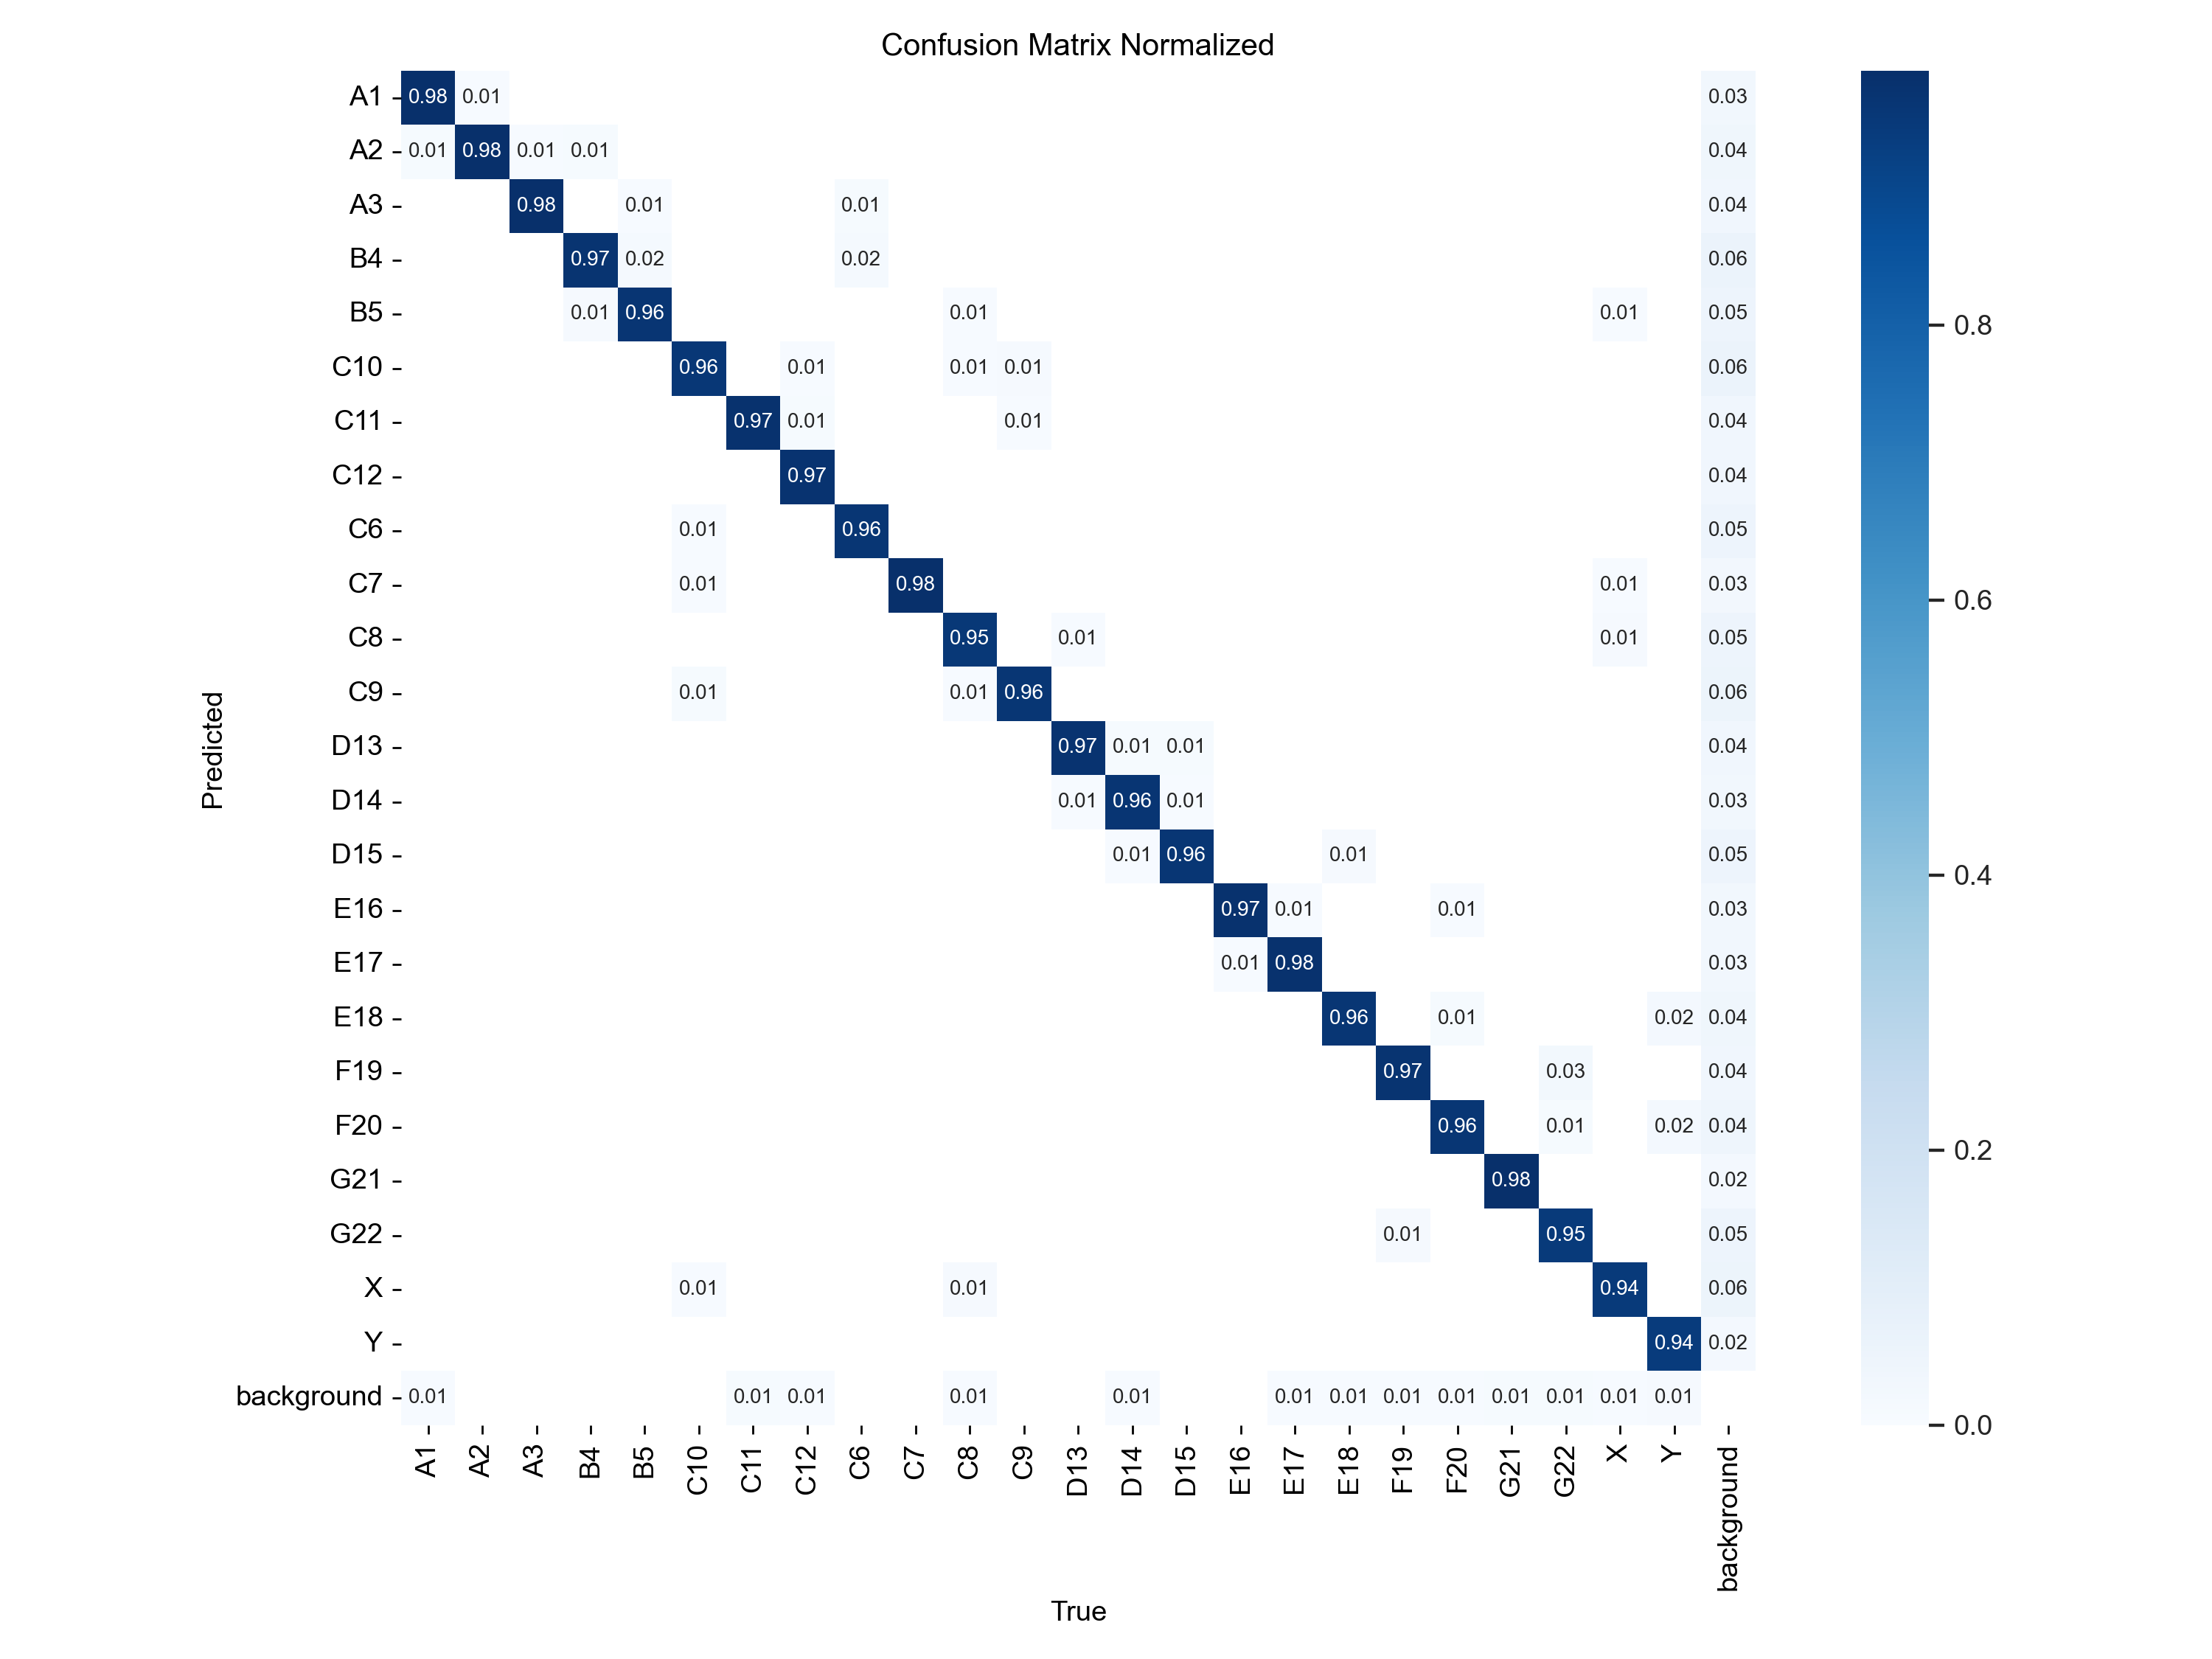 Confusion Matrix Normalized
A1 0.98 0.01 0.03
A2 0.01 0.98 0.01 0.01 0.04
A3 0.98 0.01 0.01 0.04
B4 0.97 0.02 0.02 0.06
B5 0.01 0.96 0.01 0.01 0.05
C10 0.96 0.01 0.01 0.01 0.06
C11 0.97 0.01 0.01 0.04
C12 0.97 0.04
C6 0.01 0.96 0.05
C7 0.01 0.98 0.01 0.03
C8 0.95 0.01 0.01 0.05
C9 0.01 0.01 0.96 0.06
D13 0.97 0.01 0.01 0.04
D14 0.01 0.96 0.01 0.03
D15 0.01 0.96 0.01 0.05
E16 0.97 0.01 0.01 0.03
E17 0.01 0.98 0.03
E18 0.96 0.01 0.02 0.04
F19 0.97 0.03 0.04
F20 0.96 0.01 0.02 0.04
G21 0.98 0.02
G22 0.01 0.95 0.05
X 0.01 0.01 0.94 0.06
Y 0.94 0.02
background 0.01 0.01 0.01 0.01 0.01 0.01 0.01 0.01 0.01 0.01 0.01 0.01 0.01
A1 A2 A3 B4 B5 C10 C11 C12 C6 C7 C8 C9 D13 D14 D15 E16 E17 E18 F19 F20 G21 G22 X Y background
True
Predicted
0.8
0.6
0.4
0.2
0.0